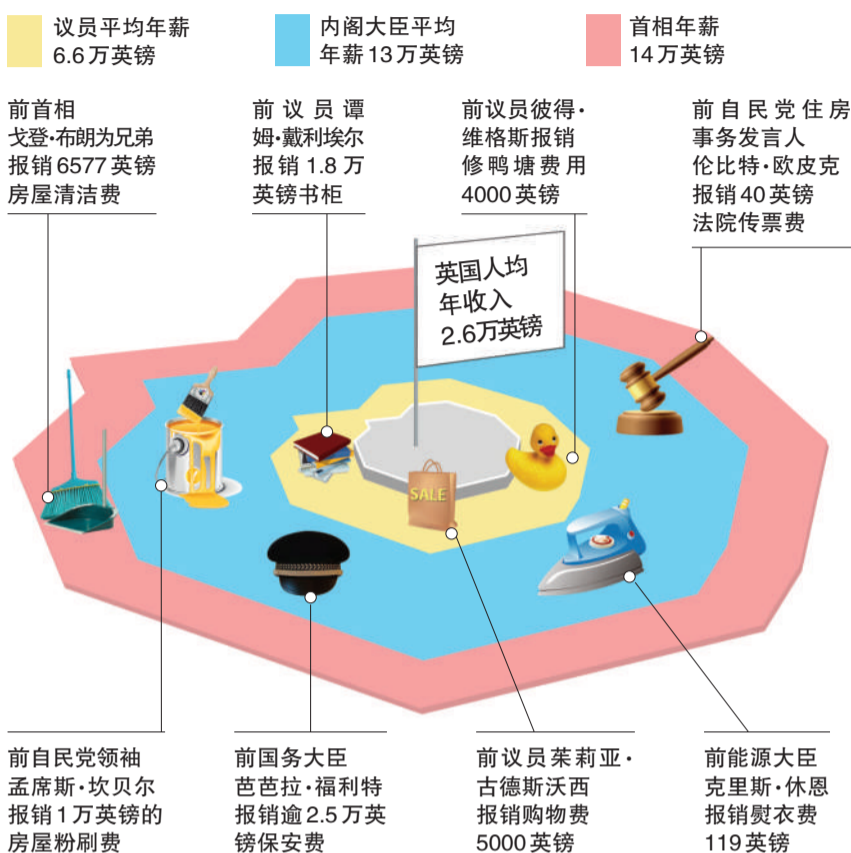 议员平均年薪
6.6万英镑
内阁大臣平均
年薪13万英镑
首相年薪
14万英镑
前首相
戈登·布朗为兄弟
报销6577英镑
房屋清洁费
前议员谭
姆·戴利埃尔
报销1.8万
英镑书柜
前议员彼得·
维格斯报销
修鸭塘费用
4000英镑
前自民党住房
事务发言人
伦比特·欧皮克
报销40英镑
法院传票费
英国人均
年收入
2.6万英镑
SALE
前自民党领袖
孟席斯·坎贝尔
报销1万英镑的
房屋粉刷费
前国务大臣
芭芭拉·福利特
报销逾2.5万英
镑保安费
前议员茱莉亚·
古德斯沃西
报销购物费
5000英镑
前能源大臣
克里斯·休恩
报销熨衣费
119英镑